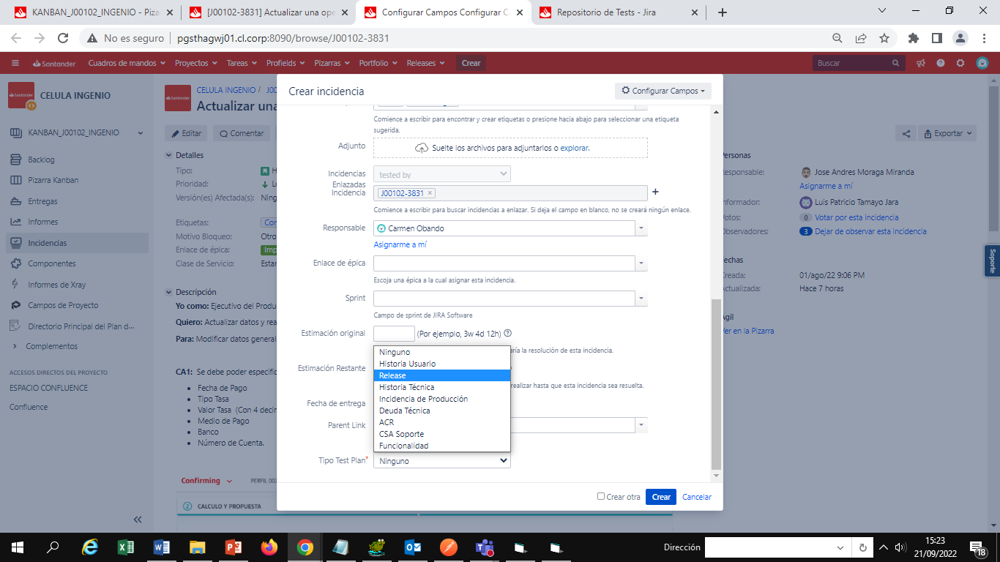 KANBAN_J00102_INGENIO - Piza
[J00102-3831] Actualizar una ope
Configurar Campos Configurar C
Repositorio de Tests - Jira
No es seguro
pgsthagwj01.cl.corp:8090/browse/J00102-3831
Santander
Cuadros de mandos
Proyectos
Tareas
Profields
Pizarras
Portfolio
Releases
Crear
Buscar
CELULA INGENIO
KANBAN_J00102_INGENIO
Backlog
Pizarra Kanban
Entregas
Informes
Incidencias
Componentes
Informes de Xray
Campos de Proyecto
Directorio Principal del Plan d...
Complementos
ACCESOS DIRECTOS DEL PROYECTO
ESPACIO CONFLUENCE
Confluence
CELULA INGENIO / J00
Actualizar una
Editar
Comentar
Exportar
Detalles
Tipo: H
Prioridad: Lo
Versión(es) Afectada(s): Ning
Etiquetas: Con
Motivo Bloqueo: Otro
Enlace de épica: Imp
Clase de Servicio: Estan
Descripción
Yo como: Ejecutivo del Produ
Quiero: Actualizar datos y rea
Para: Modificar datos general
CA1: Se debe poder especific
Fecha de Pago
Tipo Tasa
Valor Tasa (Con 4 decir
Medio de Pago
Banco
Número de Cuenta.
Confirming
PERFIL 002
2 CALCULO Y PROPUESTA
Crear incidencia
Configurar Campos
Comience a escribir para encontrar y crear etiquetas o presione hacia abajo para seleccionar una etiqueta
sugerida.
Adjunto
Suelte los archivos para adjuntarlos o explorar.
Incidencias
Enlazadas
tested by
Incidencia
J00102-3831 ×
+
Comience a escribir para buscar incidencias a enlazar. Si deja el campo en blanco, no se creará ningún enlace.
Responsable
Carmen Obando
Asignarme a mí
Enlace de épica
Escoja una épica a la cual asignar esta incidencia.
Sprint
Campo de sprint de JIRA Software
Estimación original
(Por ejemplo, 3w 4d 12h)
aría la resolución de esta incidencia.
Estimación Restante
realizar hasta que esta incidencia sea resuelta.
Fecha de entrega
Parent Link
Ninguno
Historia Usuario
Release
Historia Técnica
Incidencia de Producción
Deuda Técnica
ACR
CSA Soporte
Funcionalidad
Tipo Test Plan*
Ninguno
Crear otra
Crear
Cancelar
Personas
Responsable:
Jose Andres Moraga Miranda
Asignarme a mí
Informador:
Luis Patricio Tamayo Jara
Votos:
0 Votar por esta incidencia
Observadores:
3 Dejar de observar esta incidencia
Fechas
Creada:
01/ago/22 9:06 PM
Actualizada:
Hace 7 horas
Agil
Ver en la Pizarra
Soporte
Dirección
15:23
21/09/2022
18